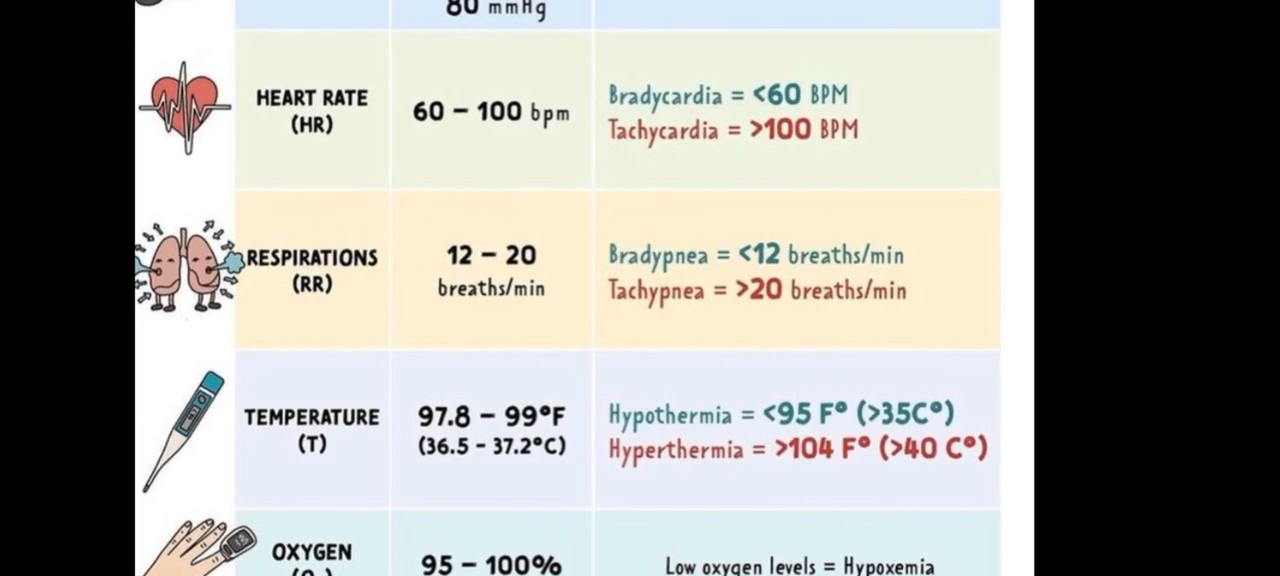 80 mmHg
HEART RATE
(HR)
60 – 100 bpm
Bradycardia = <60 BPM
Tachycardia = >100 BPM
RESPIRATIONS
(RR)
12 – 20
breaths/min
Bradypnea = <12 breaths/min
Tachypnea = >20 breaths/min
TEMPERATURE
(T)
97.8 – 99°F
(36.5 - 37.2°C)
Hypothermia = <95 F° (>35C°)
Hyperthermia = >104 F° (>40 C°)
OXYGEN
95 – 100%
Low oxygen levels = Hypoxemia